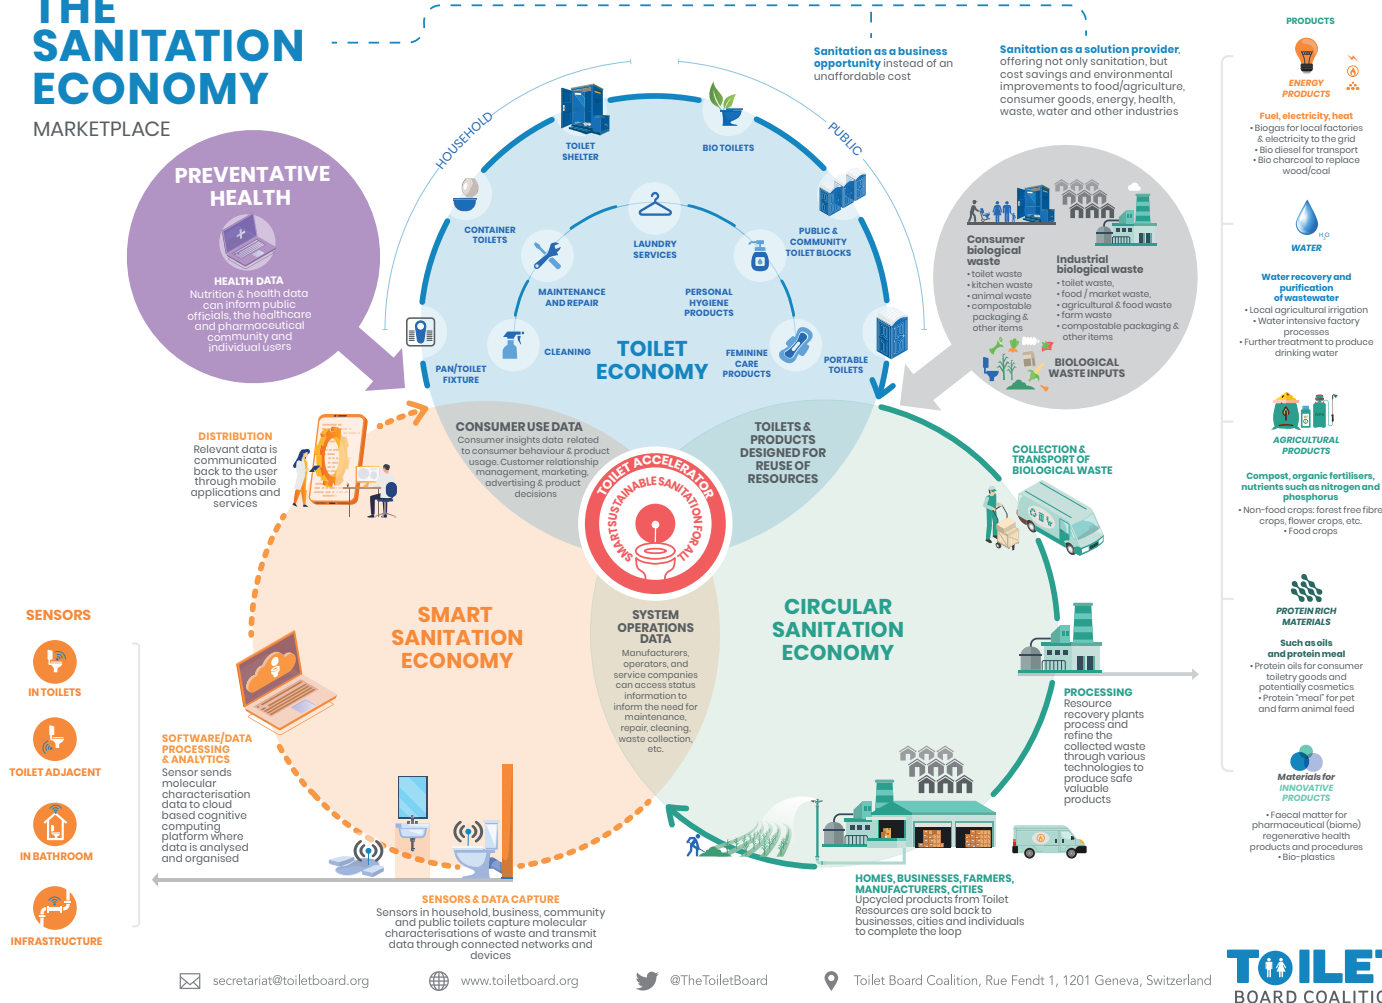 THE
SANITATION
ECONOMY
MARKETPLACE
Sanitation as a business
opportunity instead of an
unaffordable cost
Sanitation as a solution provider,
offering not only sanitation, but
cost savings and environmental
improvements to food/agriculture,
consumer goods, energy, health,
waste, water and other industries
PREVENTATIVE
HEALTH
HEALTH DATA
Nutrition & health data
can inform public
officials, the healthcare
and pharmaceutical
community and
individual users
HOUSEHOLD
PUBLIC
TOILET
SHELTER
BIO TOILETS
CONTAINER
TOILETS
PUBLIC &
COMMUNITY
TOILET BLOCKS
LAUNDRY
SERVICES
MAINTENANCE
AND REPAIR
PERSONAL
HYGIENE
PRODUCTS
CLEANING
FEMININE
CARE
PRODUCTS
PAN/TOILET
FIXTURE
PORTABLE
TOILETS
TOILET
ECONOMY
Consumer
biological
waste
• toilet waste
• kitchen waste
• animal waste
• compostable
packaging &
other items
Industrial
biological waste
• toilet waste,
• food / market waste,
• agricultural & food waste
• farm waste
• compostable packaging &
other items
BIOLOGICAL
WASTE INPUTS
CONSUMER USE DATA
Consumer insights data related
to consumer behaviour & product
usage. Customer relationship
management, marketing,
advertising & product
decisions
TOILETS &
PRODUCTS
DESIGNED FOR
REUSE OF
RESOURCES
TOILET ACCELERATOR
SMART SUSTAINABLE SANITATION FOR ALL
SYSTEM
OPERATIONS
DATA
Manufacturers,
operators, and
service companies
can access status
information to
inform the need for
maintenance,
repair, cleaning,
waste collection,
etc.
DISTRIBUTION
Relevant data is
communicated
back to the user
through mobile
applications and
services
SMART
SANITATION
ECONOMY
CIRCULAR
SANITATION
ECONOMY
COLLECTION &
TRANSPORT OF
BIOLOGICAL WASTE
PROCESSING
Resource
recovery plants
process and
refine the
collected waste
through various
technologies to
produce safe
valuable
products
HOMES, BUSINESSES, FARMERS,
MANUFACTURERS, CITIES
Upcycled products from Toilet
Resources are sold back to
businesses, cities and individuals
to complete the loop
SENSORS & DATA CAPTURE
Sensors in household, business, community
and public toilets capture molecular
characterisations of waste and transmit
data through connected networks and
devices
SOFTWARE/DATA
PROCESSING
& ANALYTICS
Sensor sends
molecular
characterisation
data to cloud
based cognitive
computing
platform where
data is analysed
and organised
SENSORS
IN TOILETS
TOILET ADJACENT
IN BATHROOM
INFRASTRUCTURE
PRODUCTS
ENERGY
PRODUCTS
Fuel, electricity, heat
• Biogas for local factories
& electricity to the grid
• Bio diesel for transport
• Bio charcoal to replace
wood/coal
H2O
WATER
Water recovery and
purification
of wastewater
• Local agricultural irrigation
• Water intensive factory
processes
• Further treatment to produce
drinking water
AGRICULTURAL
PRODUCTS
Compost, organic fertilisers,
nutrients such as nitrogen and
phosphorus
• Non-food crops: forest free fibre
crops, flower crops, etc.
• Food crops
PROTEIN RICH
MATERIALS
Such as oils
and protein meal
• Protein oils for consumer
toiletry goods and
potentially cosmetics
• Protein "meal" for pet
and farm animal feed
Materials for
INNOVATIVE
PRODUCTS
• Faecal matter for
pharmaceutical (biome)
regenerative health
products and procedures
• Bio-plastics
secretariat@toiletboard.org
www.toiletboard.org
@TheToiletBoard
Toilet Board Coalition, Rue Fendt 1, 1201 Geneva, Switzerland
TOILET
BOARD COALITIO